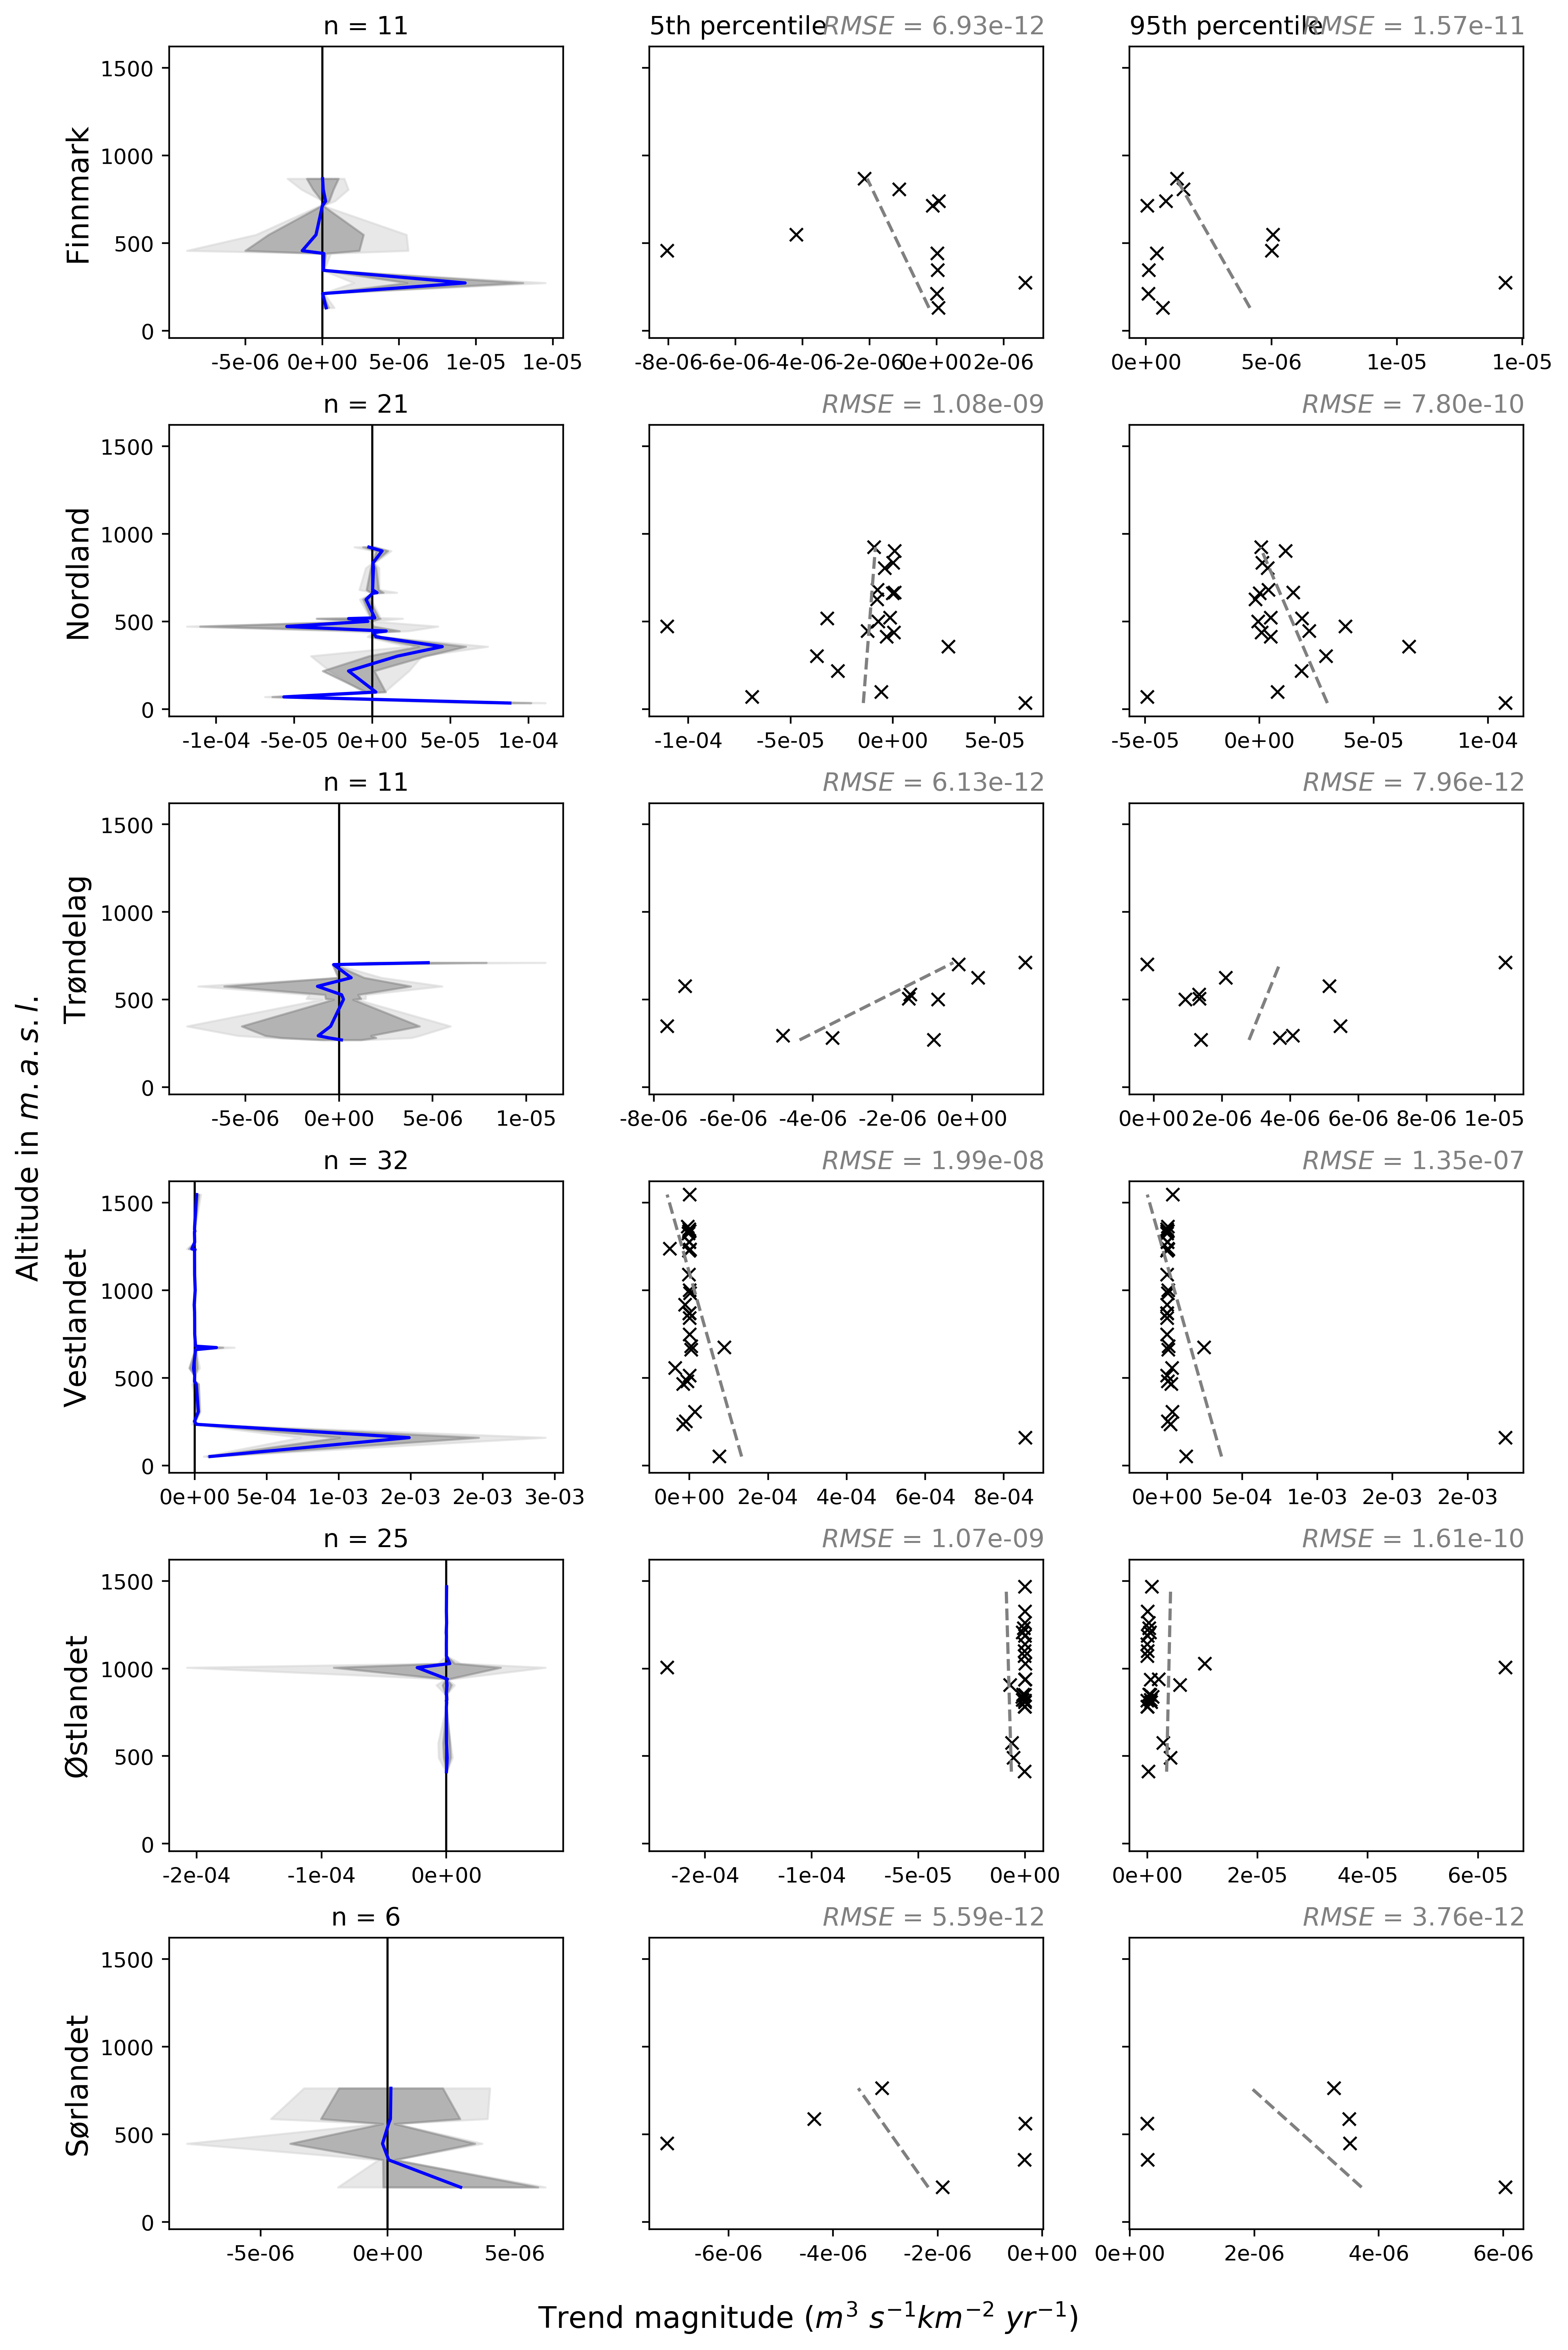 n = 11
5th percentile RMSE = 6.93e-12
95th percentile RMSE = 1.57e-11
Finnmark
1500
1000
500
0
-5e-06 0e+00 5e-06 1e-05 1e-05
-8e-06 -6e-06 -4e-06 -2e-06 0e+00 2e-06
0e+00 5e-06 1e-05 1e-05
n = 21
RMSE = 1.08e-09
RMSE = 7.80e-10
Nordland
1500
1000
500
0
-1e-04 -5e-05 0e+00 5e-05 1e-04
-1e-04 -5e-05 0e+00 5e-05
-5e-05 0e+00 5e-05 1e-04
n = 11
RMSE = 6.13e-12
RMSE = 7.96e-12
Trøndelag
1500
1000
500
0
-5e-06 0e+00 5e-06 1e-05
-8e-06 -6e-06 -4e-06 -2e-06 0e+00
0e+00 2e-06 4e-06 6e-06 8e-06 1e-05
Altitude in m.a.s.l.
n = 32
RMSE = 1.99e-08
RMSE = 1.35e-07
Vestlandet
1500
1000
500
0
0e+00 5e-04 1e-03 2e-03 2e-03 3e-03
0e+00 2e-04 4e-04 6e-04 8e-04
0e+00 5e-04 1e-03 2e-03 2e-03
n = 25
RMSE = 1.07e-09
RMSE = 1.61e-10
Østlandet
1500
1000
500
0
-2e-04 -1e-04 0e+00
-2e-04 -1e-04 -5e-05 0e+00
0e+00 2e-05 4e-05 6e-05
n = 6
RMSE = 5.59e-12
RMSE = 3.76e-12
Sørlandet
1500
1000
500
0
-5e-06 0e+00 5e-06
-6e-06 -4e-06 -2e-06 0e+00
0e+00 2e-06 4e-06 6e-06
Trend magnitude (m³ s⁻¹km⁻² yr⁻¹)